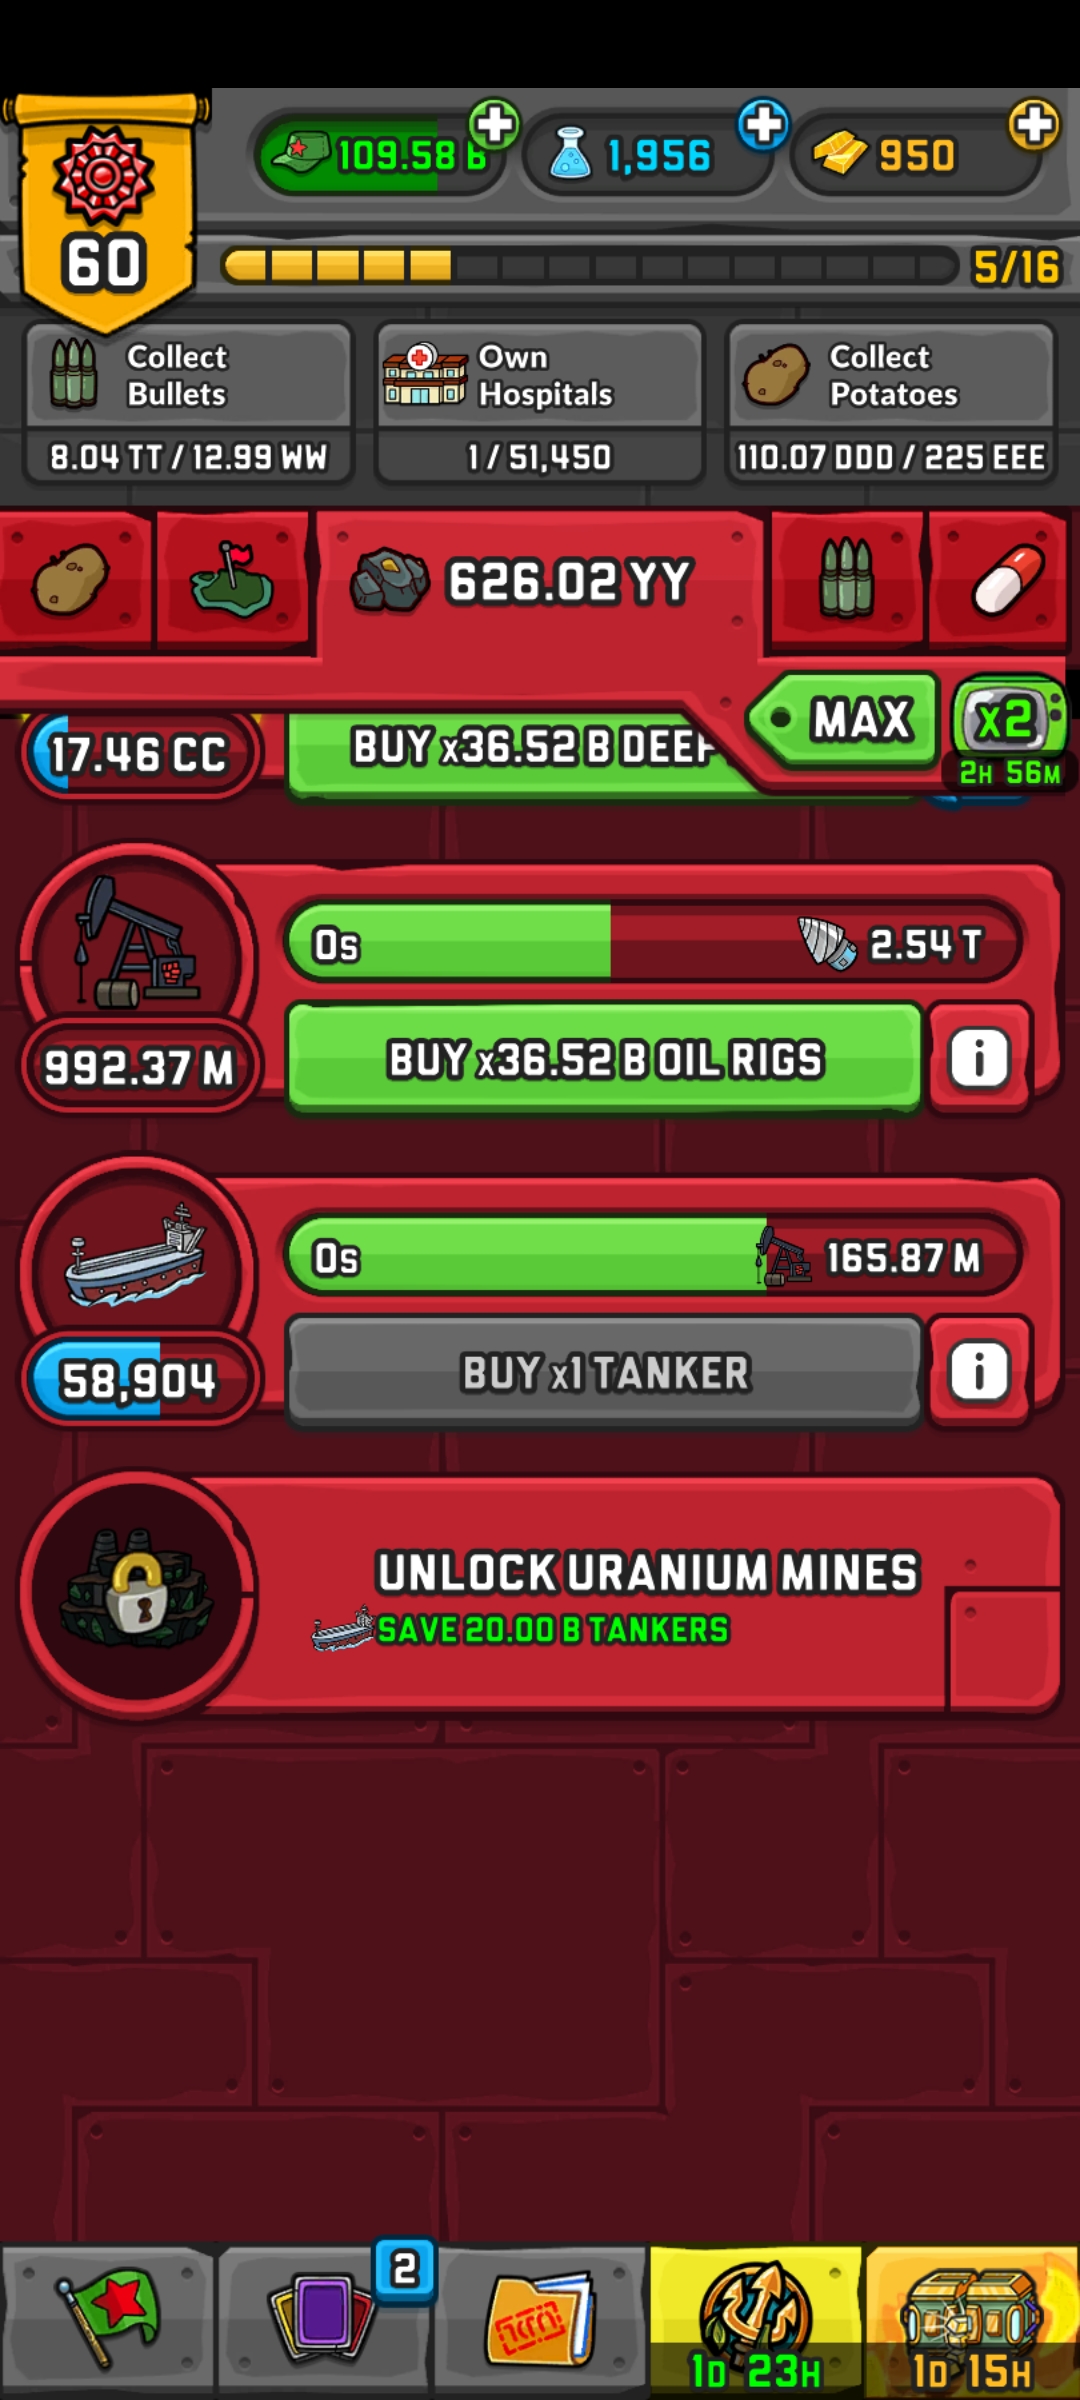 60
109.58 B
1,956
950
5/16
Collect
Bullets
8.04 TT / 12.99 WW
Own
Hospitals
1 / 51,450
Collect
Potatoes
110.07 DDD / 225 EEE
626.02 YY
MAX
x2
2H 56M
17.46 CC
BUY x36.52 B DEEP
0s
2.54 T
992.37 M
BUY x36.52 B OIL RIGS
i
0s
165.87 M
58,904
BUY x1 TANKER
i
UNLOCK URANIUM MINES
SAVE 20.00 B TANKERS
2
1D 23H
1D 15H